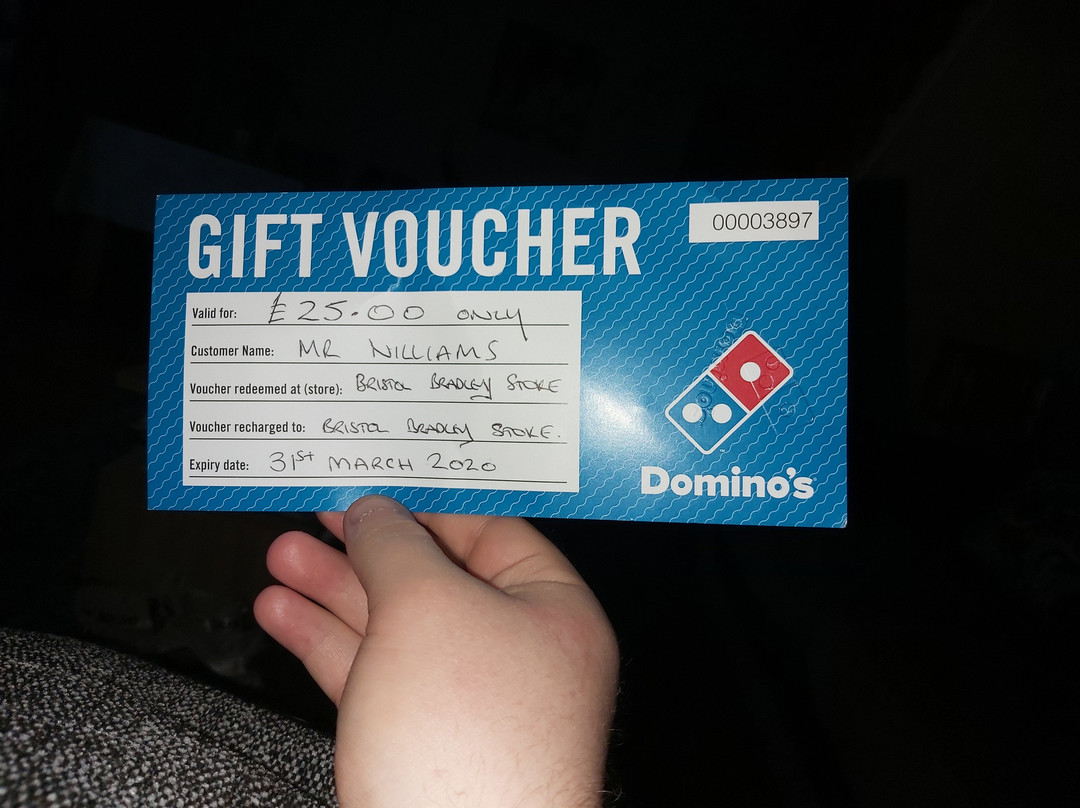 GIFT VOUCHER
00003897
Valid for: £25.00 ONLY
Customer Name: MR WILLIAMS
Voucher redeemed at (store): BRISTOL BRADLEY STOKE
Voucher recharged to: BRISTOL BRADLEY STOKE.
Expiry date: 31st MARCH 2020
Domino's